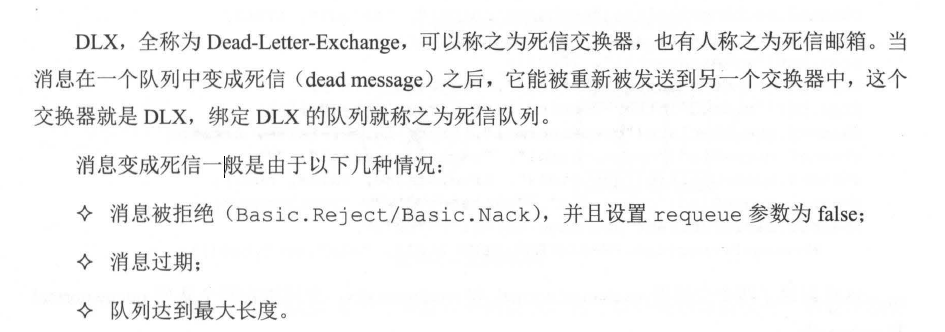 DLX，全称为 Dead-Letter-Exchange，可以称之为死信交换器，也有人称之为死信邮箱。当
消息在一个队列中变成死信（dead message）之后，它能被重新被发送到另一个交换器中，这个
交换器就是 DLX，绑定 DLX 的队列就称之为死信队列。
消息变成死信一般是由于以下几种情况：
✧ 消息被拒绝（Basic.Reject/Basic.Nack），并且设置 requeue 参数为 false；
✧ 消息过期；
✧ 队列达到最大长度。